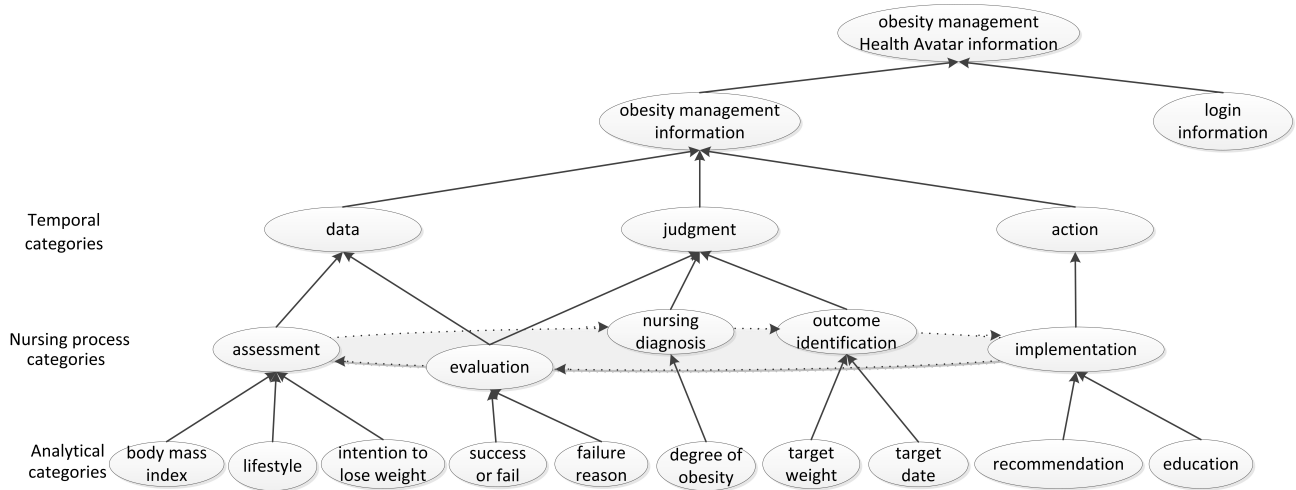 obesity management
Health Avatar information
obesity management
information
login
information
Temporal
categories
data
judgment
action
Nursing process
categories
assessment
evaluation
nursing
diagnosis
outcome
identification
implementation
Analytical
categories
body mass
index
lifestyle
intention to
lose weight
success
or fail
failure
reason
degree of
obesity
target
weight
target
date
recommendation
education